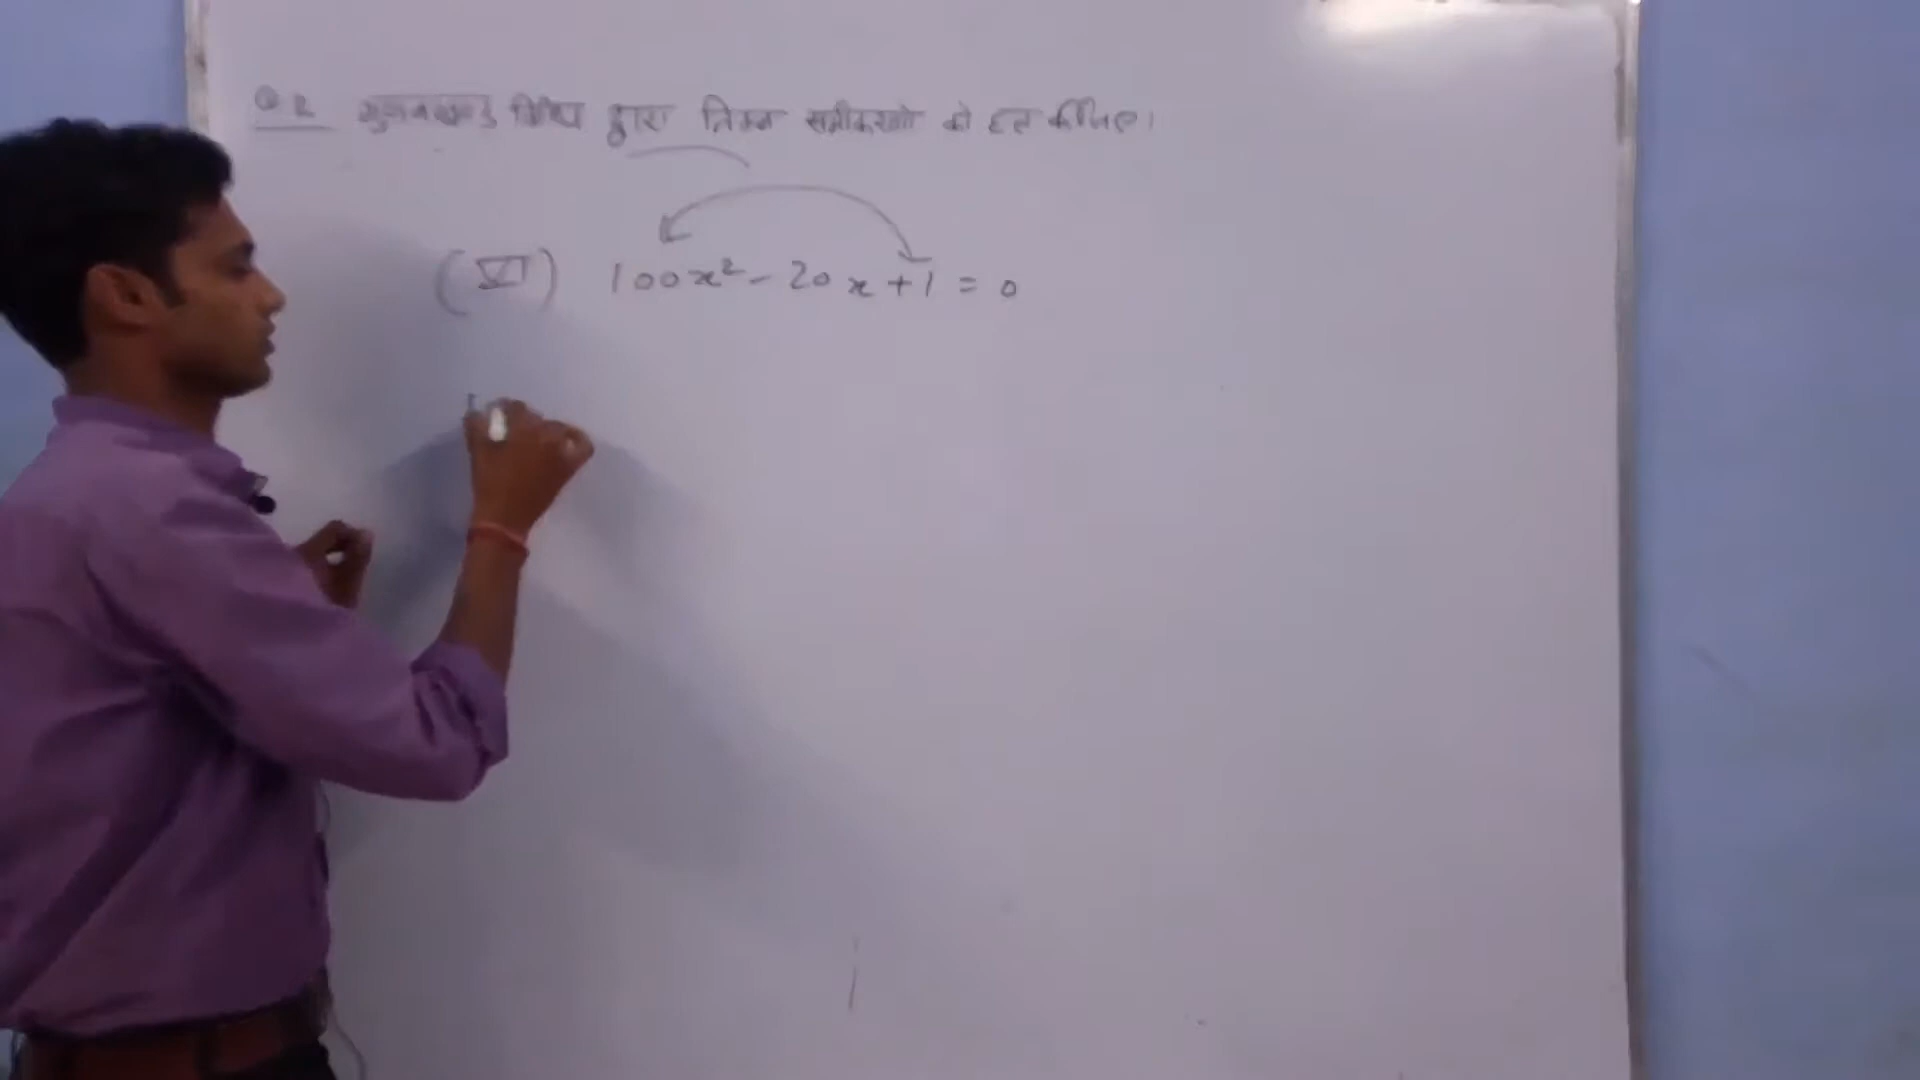 Q 2 गुणनखण्ड विधि द्वारा निम्न समीकरणो को हल कीजिए।
(VI) 100x² - 20x + 1 = 0